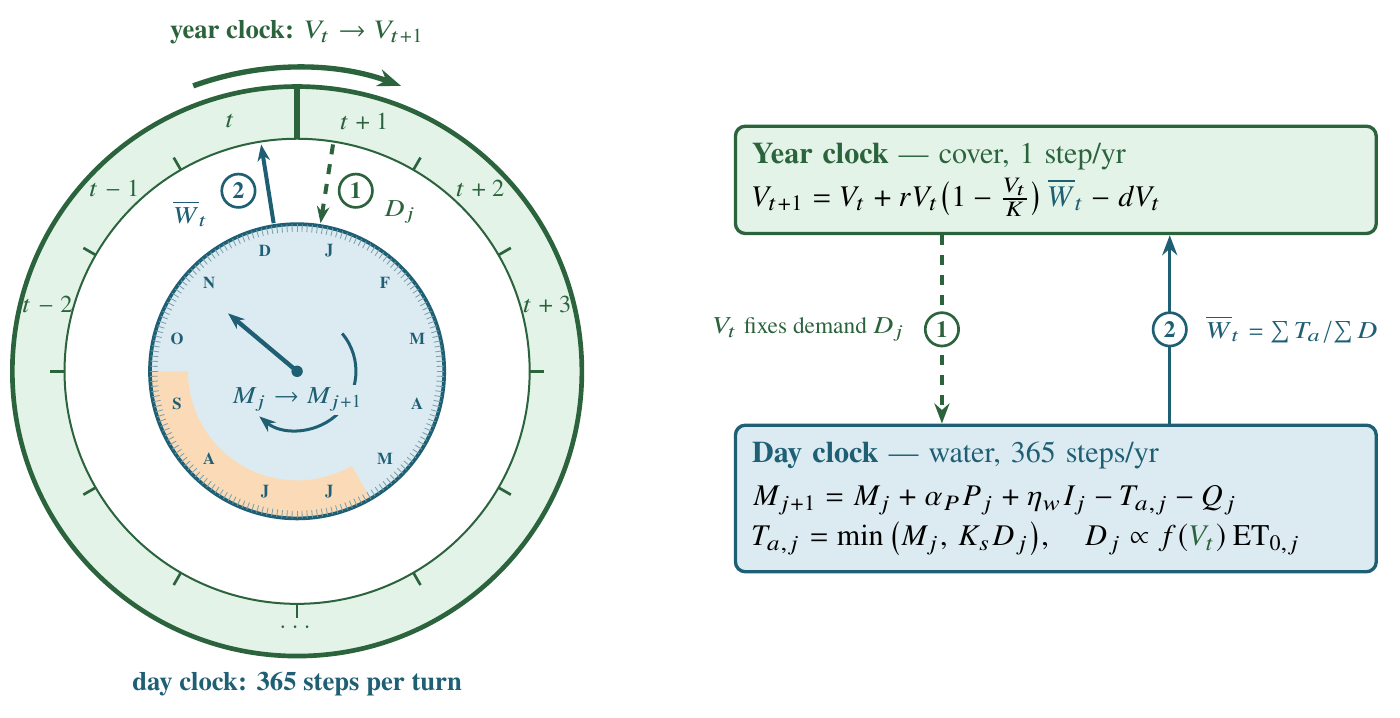 year clock: V_t → V_{t+1}
t
t + 1
t − 1
t + 2
t − 2
t + 3
2
1
W̅_t
D_j
D
J
N
F
O
M
S
A
A
M
J
J
M_j → M_{j+1}
· · ·
day clock: 365 steps per turn
Year clock — cover, 1 step/yr
V_{t+1} = V_t + rV_t(1 − V_t/K) W̅_t − dV_t
V_t fixes demand D_j
1
2
W̅_t = ∑ T_a/∑ D
Day clock — water, 365 steps/yr
M_{j+1} = M_j + α_P P_j + η_w I_j − T_{a,j} − Q_j
T_{a,j} = min (M_j, K_s D_j), D_j ∝ f(V_t) ET_{0,j}